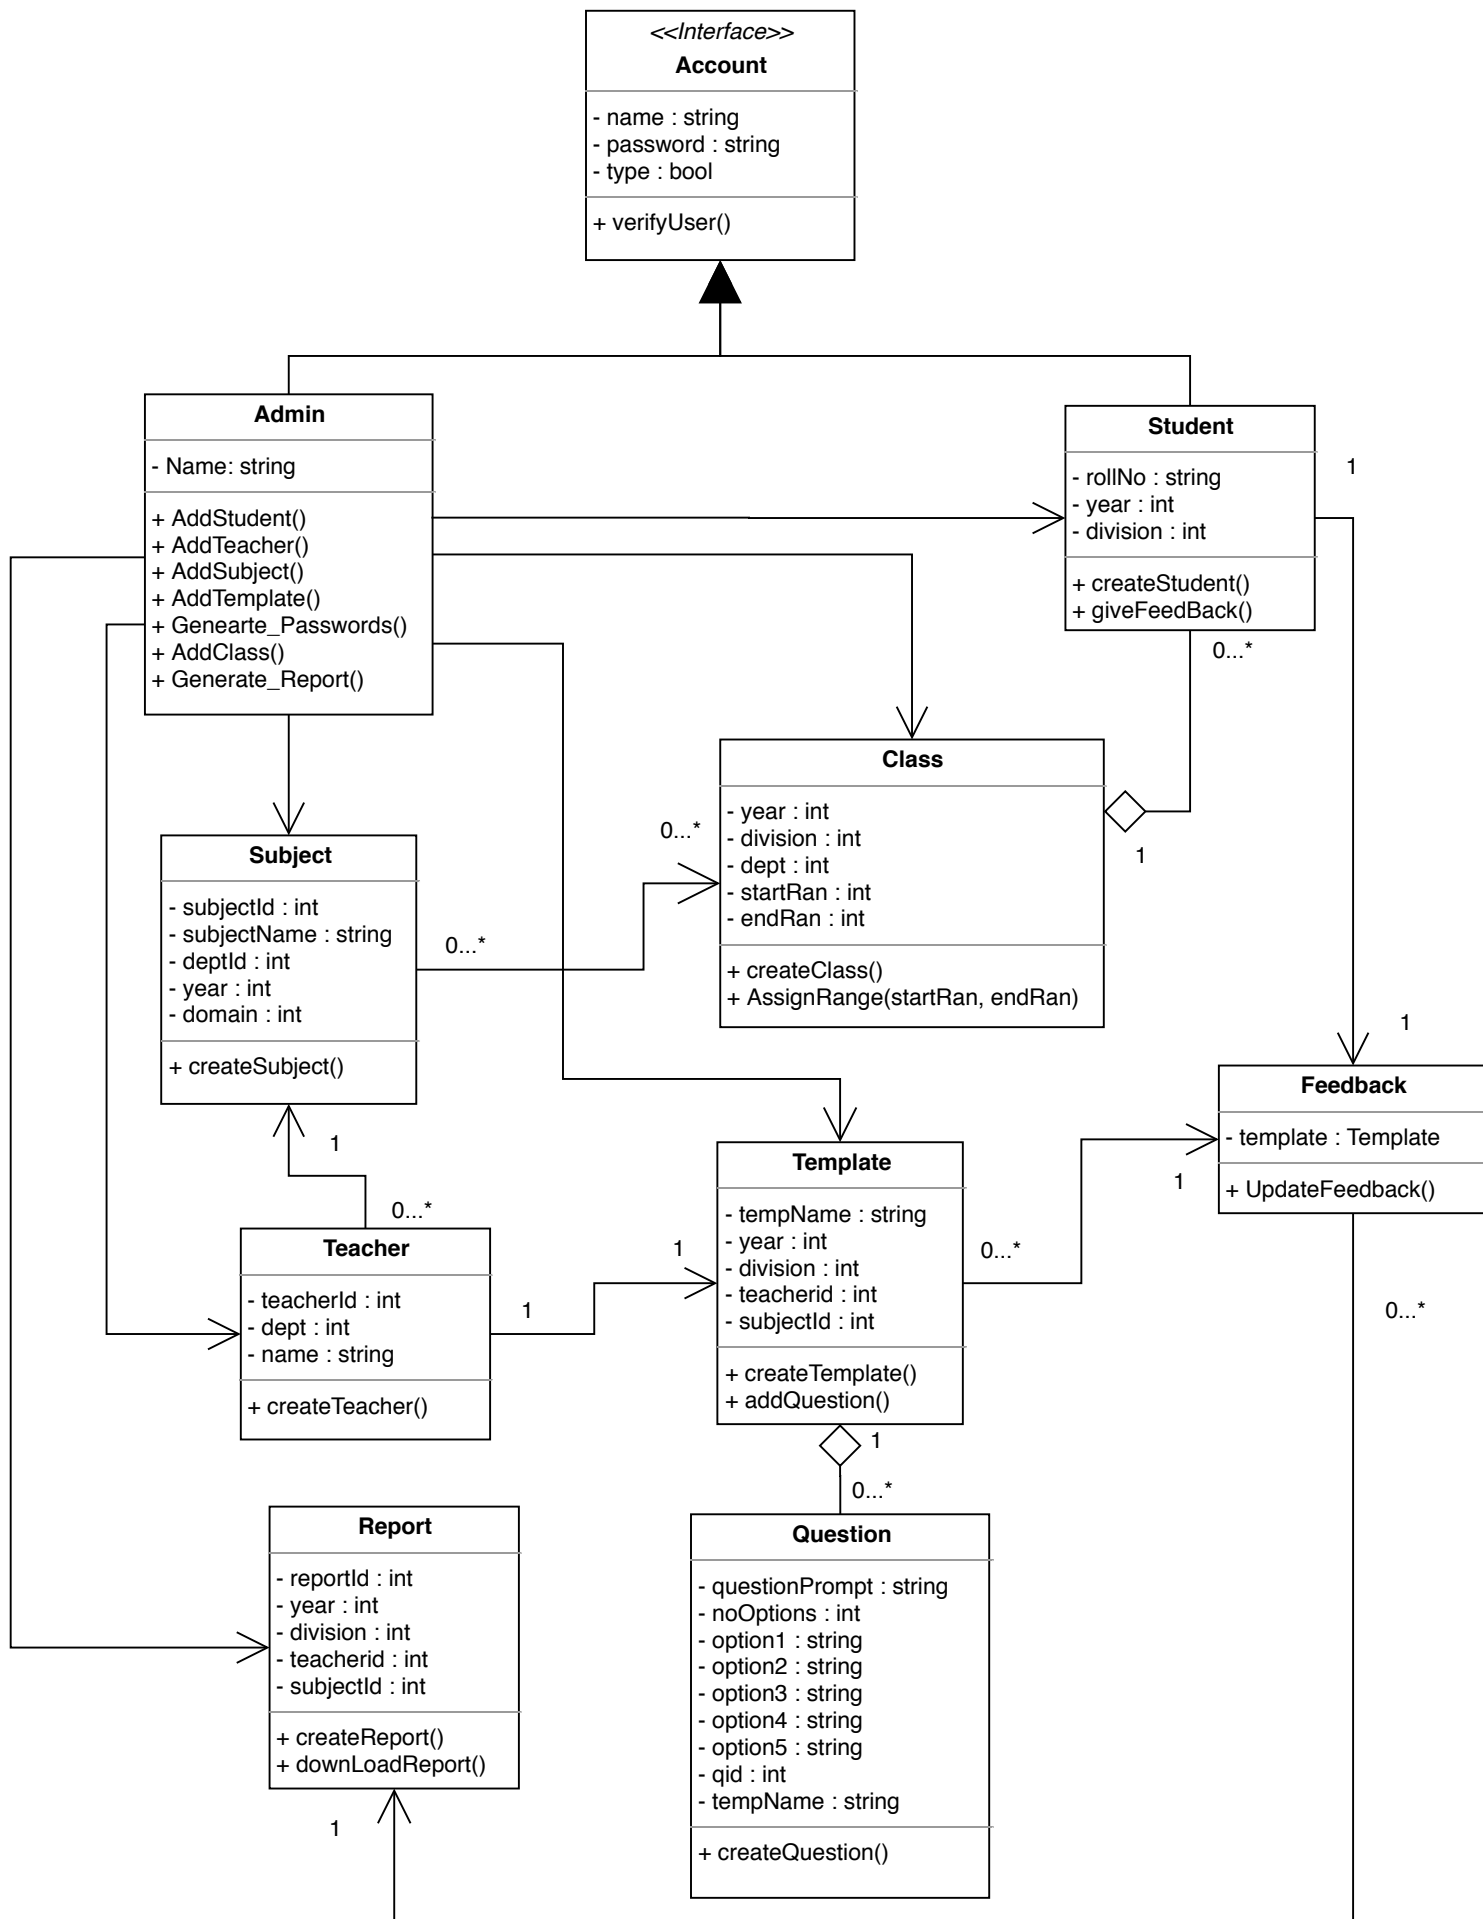 <<Interface>>
Account
- name : string
- password : string
- type : bool
+ verifyUser()
Admin
- Name: string
+ AddStudent()
+ AddTeacher()
+ AddSubject()
+ AddTemplate()
+ Genearte_Passwords()
+ AddClass()
+ Generate_Report()
Student
- rollNo : string
- year : int
- division : int
+ createStudent()
+ giveFeedBack()
1
0...*
Class
- year : int
- division : int
- dept : int
- startRan : int
- endRan : int
+ createClass()
+ AssignRange(startRan, endRan)
0...*
1
Subject
- subjectId : int
- subjectName : string
- deptId : int
- year : int
- domain : int
+ createSubject()
0...*
1
1
Feedback
- template : Template
+ UpdateFeedback()
1
0...*
Template
- tempName : string
- year : int
- division : int
- teacherid : int
- subjectId : int
+ createTemplate()
+ addQuestion()
0...*
1
0...*
Teacher
- teacherId : int
- dept : int
- name : string
+ createTeacher()
1
1
1
0...*
Report
- reportId : int
- year : int
- division : int
- teacherid : int
- subjectId : int
+ createReport()
+ downLoadReport()
1
Question
- questionPrompt : string
- noOptions : int
- option1 : string
- option2 : string
- option3 : string
- option4 : string
- option5 : string
- qid : int
- tempName : string
+ createQuestion()